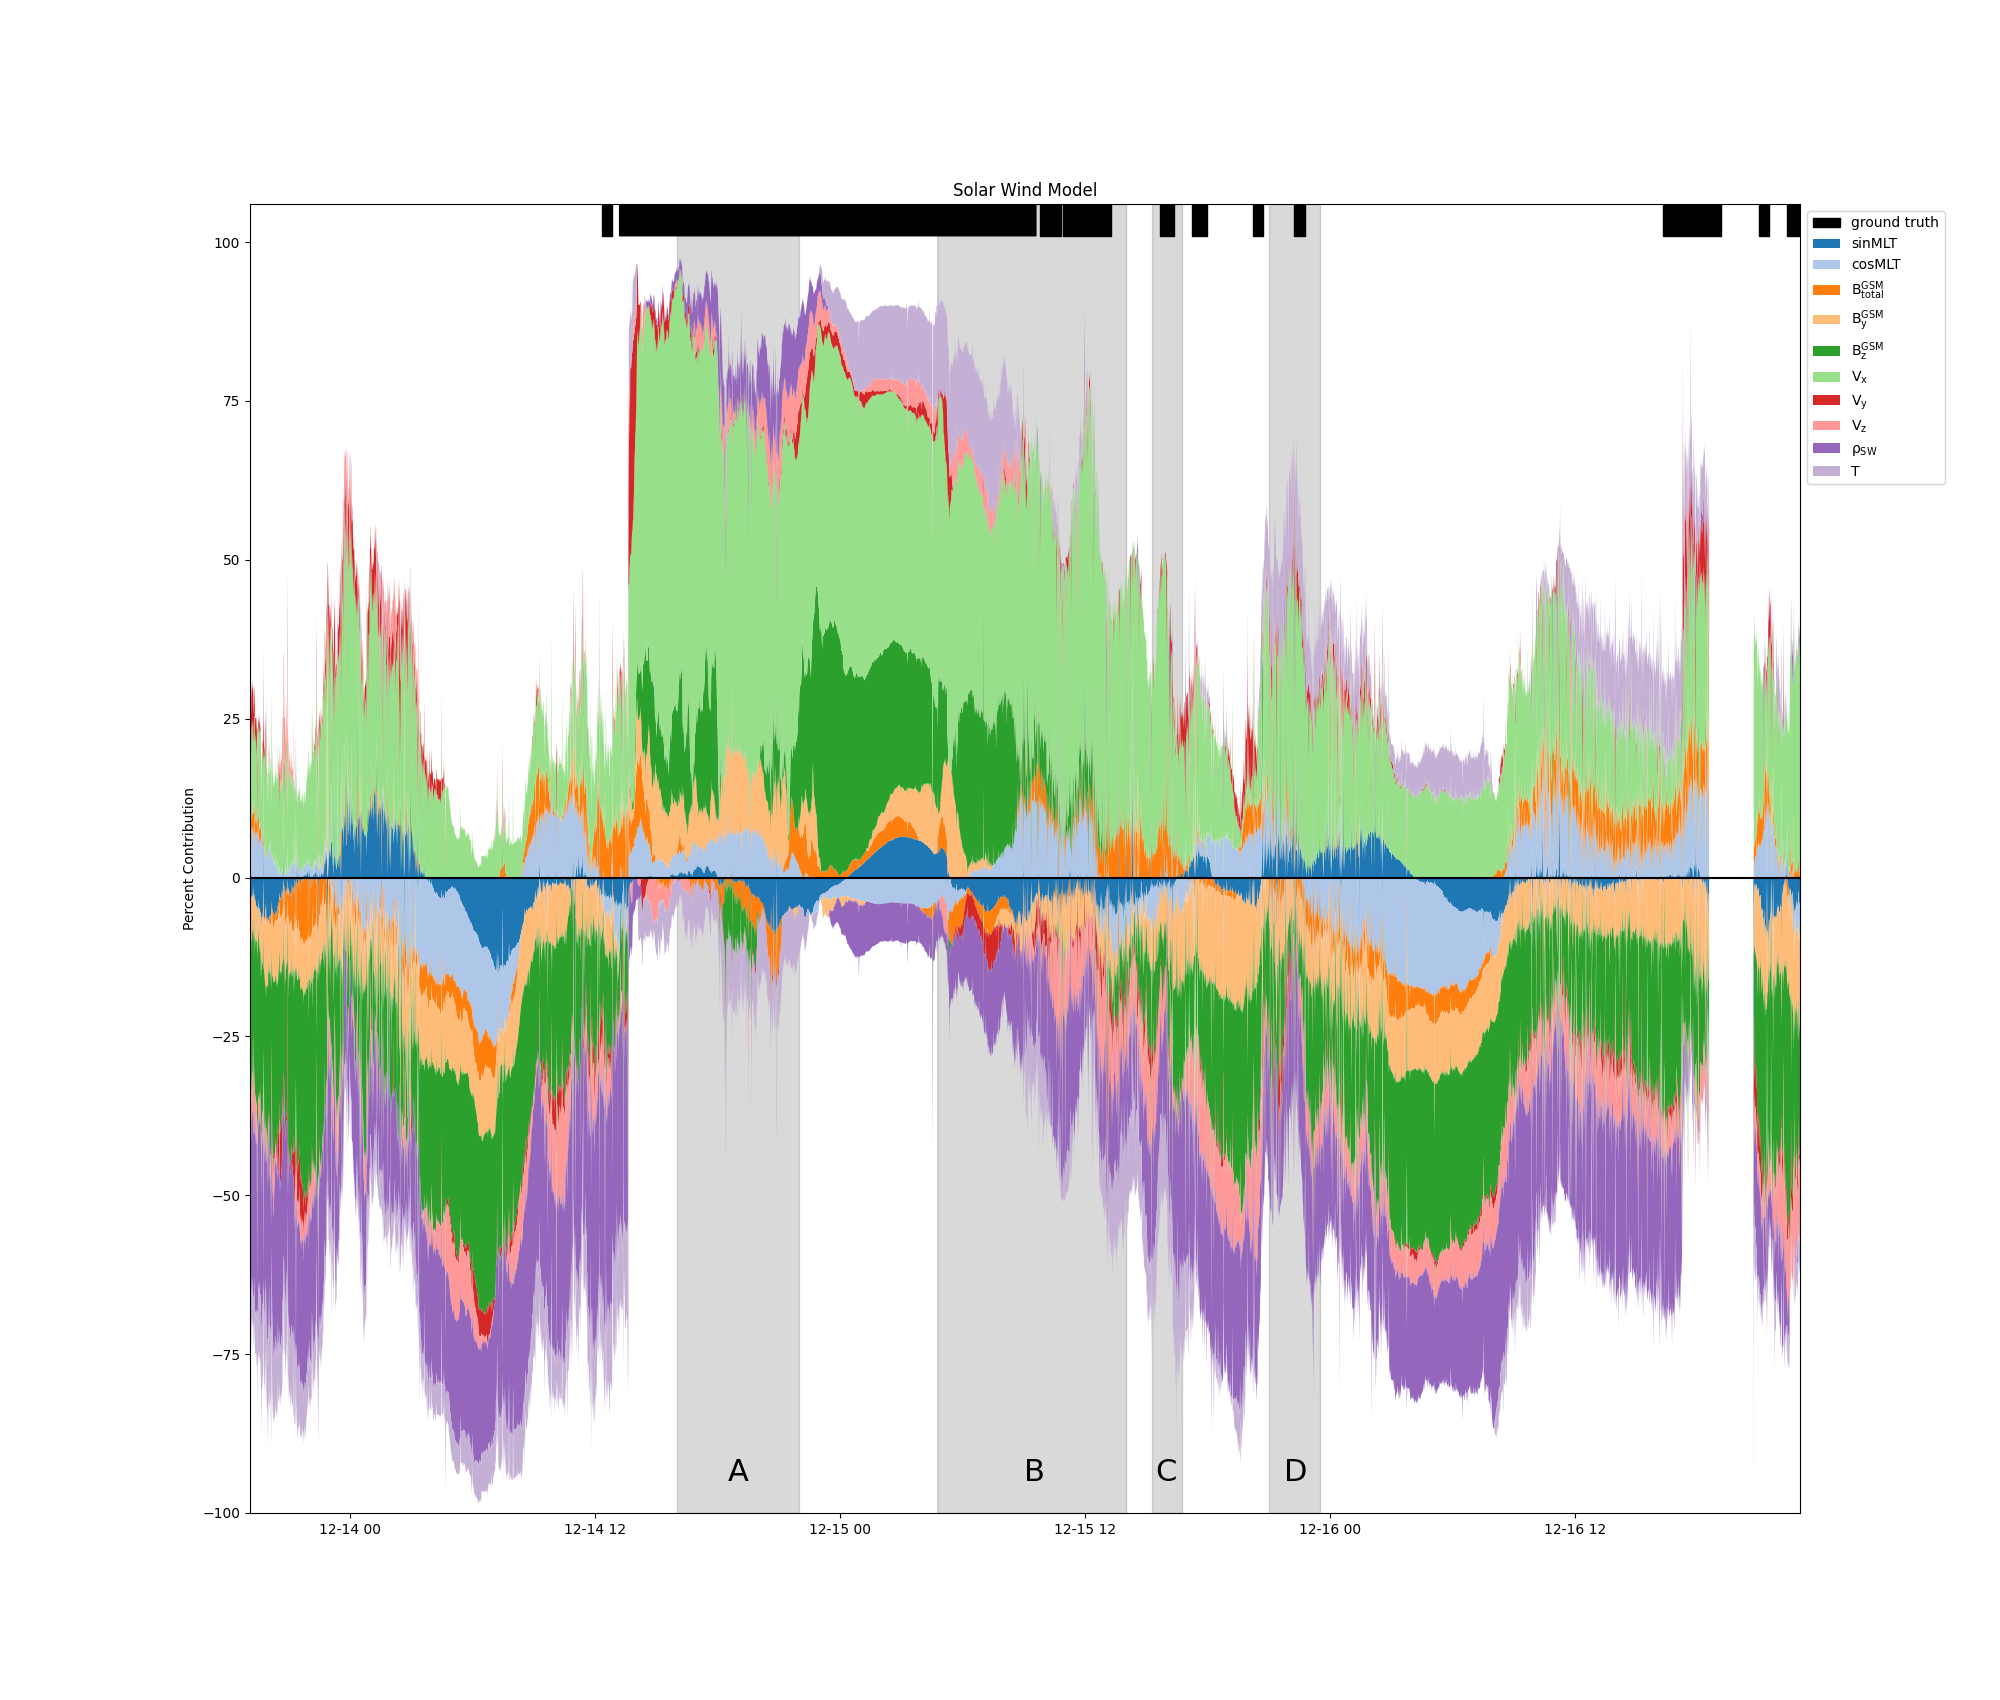 Solar Wind Model
Percent Contribution
100
75
50
25
0
−25
−50
−75
−100
12-14 00
12-14 12
12-15 00
12-15 12
12-16 00
12-16 12
A
B
C
D
ground truth
sinMLT
cosMLT
B_total^GSM
B_y^GSM
B_z^GSM
V_x
V_y
V_z
ρ_SW
T